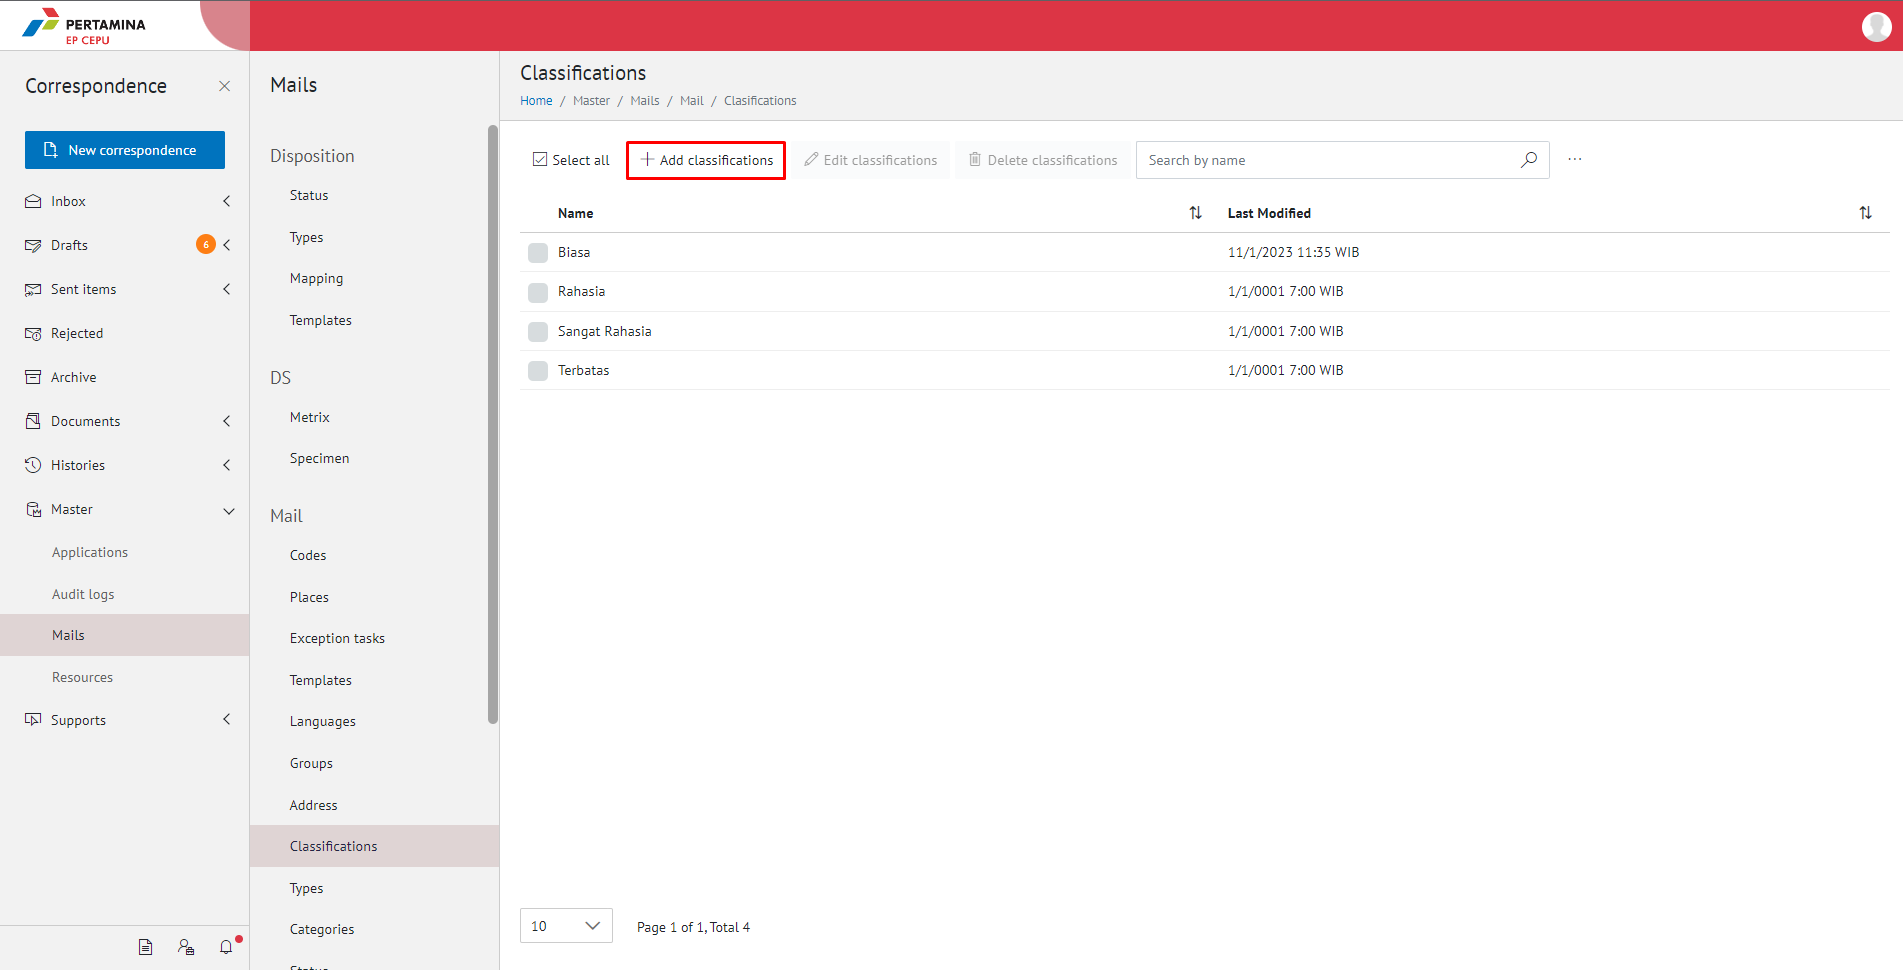 PERTAMINA
EP CEPU
Correspondence
New correspondence
Inbox
Drafts
6
Sent items
Rejected
Archive
Documents
Histories
Master
Applications
Audit logs
Mails
Resources
Supports
Mails
Disposition
Status
Types
Mapping
Templates
DS
Metrix
Specimen
Mail
Codes
Places
Exception tasks
Templates
Languages
Groups
Address
Classifications
Types
Categories
Status
Classifications
Home / Master / Mails / Mail / Clasifications
Select all Add classifications Edit classifications Delete classifications Search by name
Name Last Modified
Biasa 11/1/2023 11:35 WIB
Rahasia 1/1/0001 7:00 WIB
Sangat Rahasia 1/1/0001 7:00 WIB
Terbatas 1/1/0001 7:00 WIB
10 Page 1 of 1, Total 4